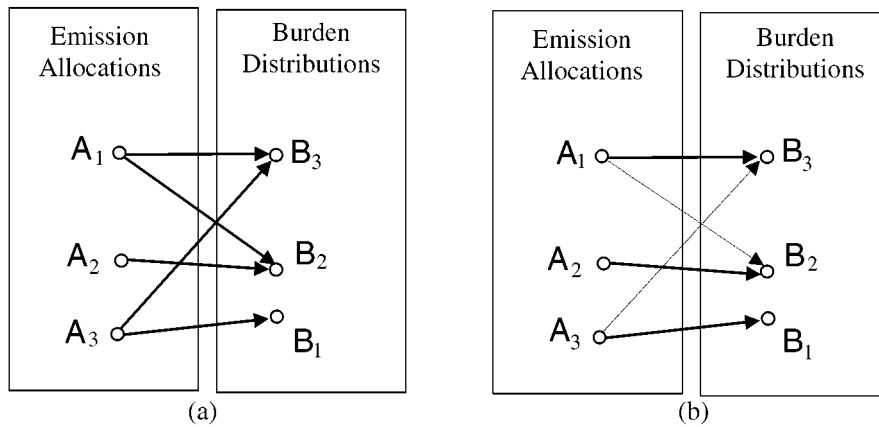 Emission
Allocations
Burden
Distributions
A1
B3
A2
B2
A3
B1
(a)
Emission
Allocations
Burden
Distributions
A1
B3
A2
B2
A3
B1
(b)